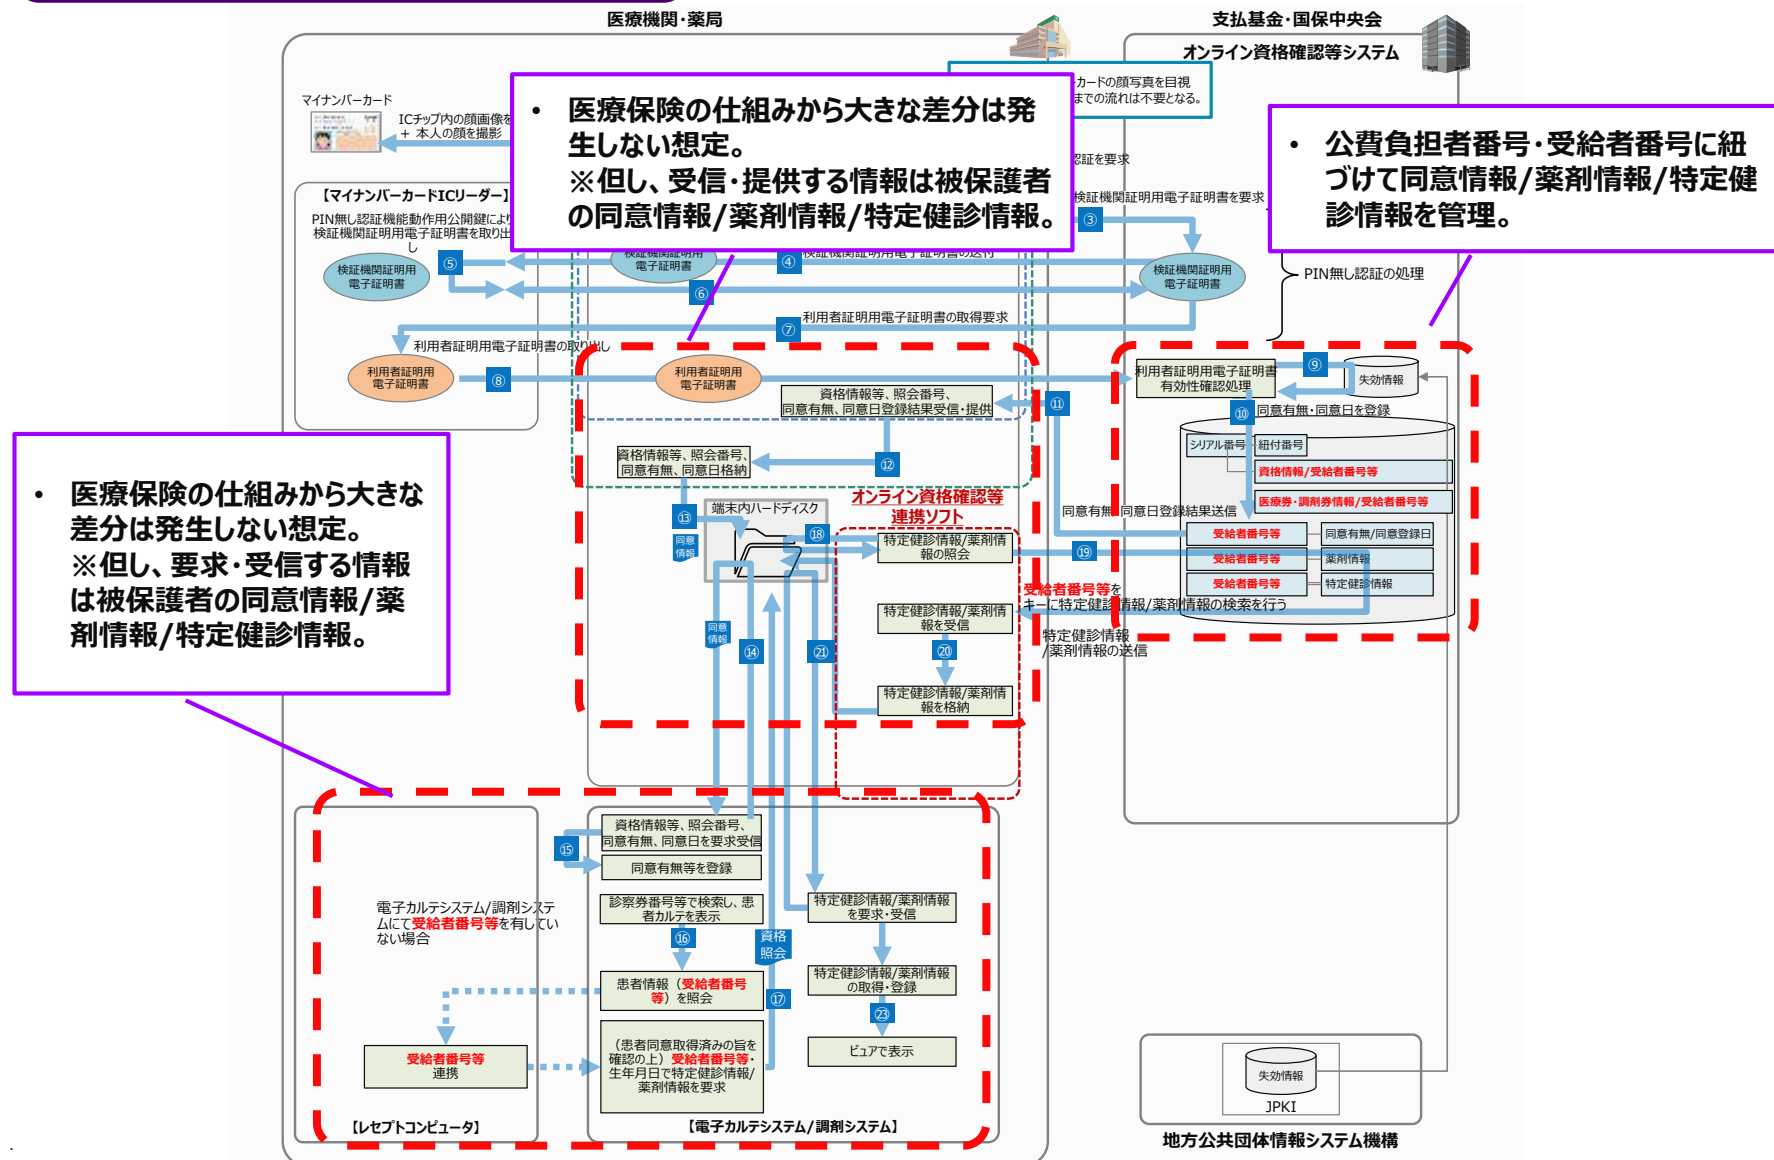 医療機関・薬局
支払基金・国保中央会
オンライン資格確認等システム
マイナンバーカード
ICチップ内の顔画像を
+ 本人の顔を撮影
カードの顔写真を目視
までの流れは不要となる。
• 医療保険の仕組みから大きな差分は発
生しない想定。
※但し、受信・提供する情報は被保護者
の同意情報/薬剤情報/特定健診情報。
• 公費負担者番号・受給者番号に紐
づけて同意情報/薬剤情報/特定健
診情報を管理。
認証を要求
【マイナンバーカードICリーダー】
PIN無し認証機能動作用公開鍵により
検証機関証明用電子証明書を取り出
し
検証機関証明用電子証明書を要求
③
検証機関証明用
電子証明書
⑤
検証機関証明用
電子証明書
④
検証機関証明用電子証明書の送付
検証機関証明用
電子証明書
PIN無し認証の処理
⑥
利用者証明用電子証明書の取得要求
⑦
利用者証明用電子証明書の取り出し
利用者証明用
電子証明書
⑧
利用者証明用
電子証明書
利用者証明用電子証明書
有効性確認処理
⑨
失効情報
資格情報等、照会番号、
同意有無、同意日登録結果受信・提供
⑪
⑩
同意有無・同意日を登録
シリアル番号
紐付番号
資格情報/受給者番号等
医療券・調剤券情報/受給者番号等
受給者番号等
同意有無/同意登録日
受給者番号等
薬剤情報
受給者番号等
特定健診情報
資格情報等、照会番号、
同意有無、同意日格納
⑫
• 医療保険の仕組みから大きな
差分は発生しない想定。
※但し、要求・受信する情報
は被保護者の同意情報/薬
剤情報/特定健診情報。
⑬
同意
情報
端末内ハードディスク
オンライン資格確認等
連携ソフト
同意有無、同意日登録結果送信
⑱
特定健診情報/薬剤情
報の照会
⑲
受給者番号等を
キーに特定健診情報/薬剤情報の検索を行う
特定健診情報/薬剤情
報を受信
特定健診情報
/薬剤情報の送信
同意
情報
⑭
㉑
⑳
特定健診情報/薬剤情
報を格納
資格情報等、照会番号、
同意有無、同意日を要求受信
⑮
同意有無等を登録
診察券番号等で検索し、患
者カルテを表示
⑯
電子カルテシステム/調剤システ
ムにて受給者番号等を有してい
ない場合
資格
照会
特定健診情報/薬剤情報
を要求・受信
患者情報（受給者番号
等）を照会
⑰
特定健診情報/薬剤情報
の取得・登録
㉓
ビュアで表示
受給者番号等
連携
（患者同意取得済みの旨を
確認の上）受給者番号等・
生年月日で特定健診情報/
薬剤情報を要求
【レセプトコンピュータ】
【電子カルテシステム/調剤システム】
失効情報
JPKI
地方公共団体情報システム機構